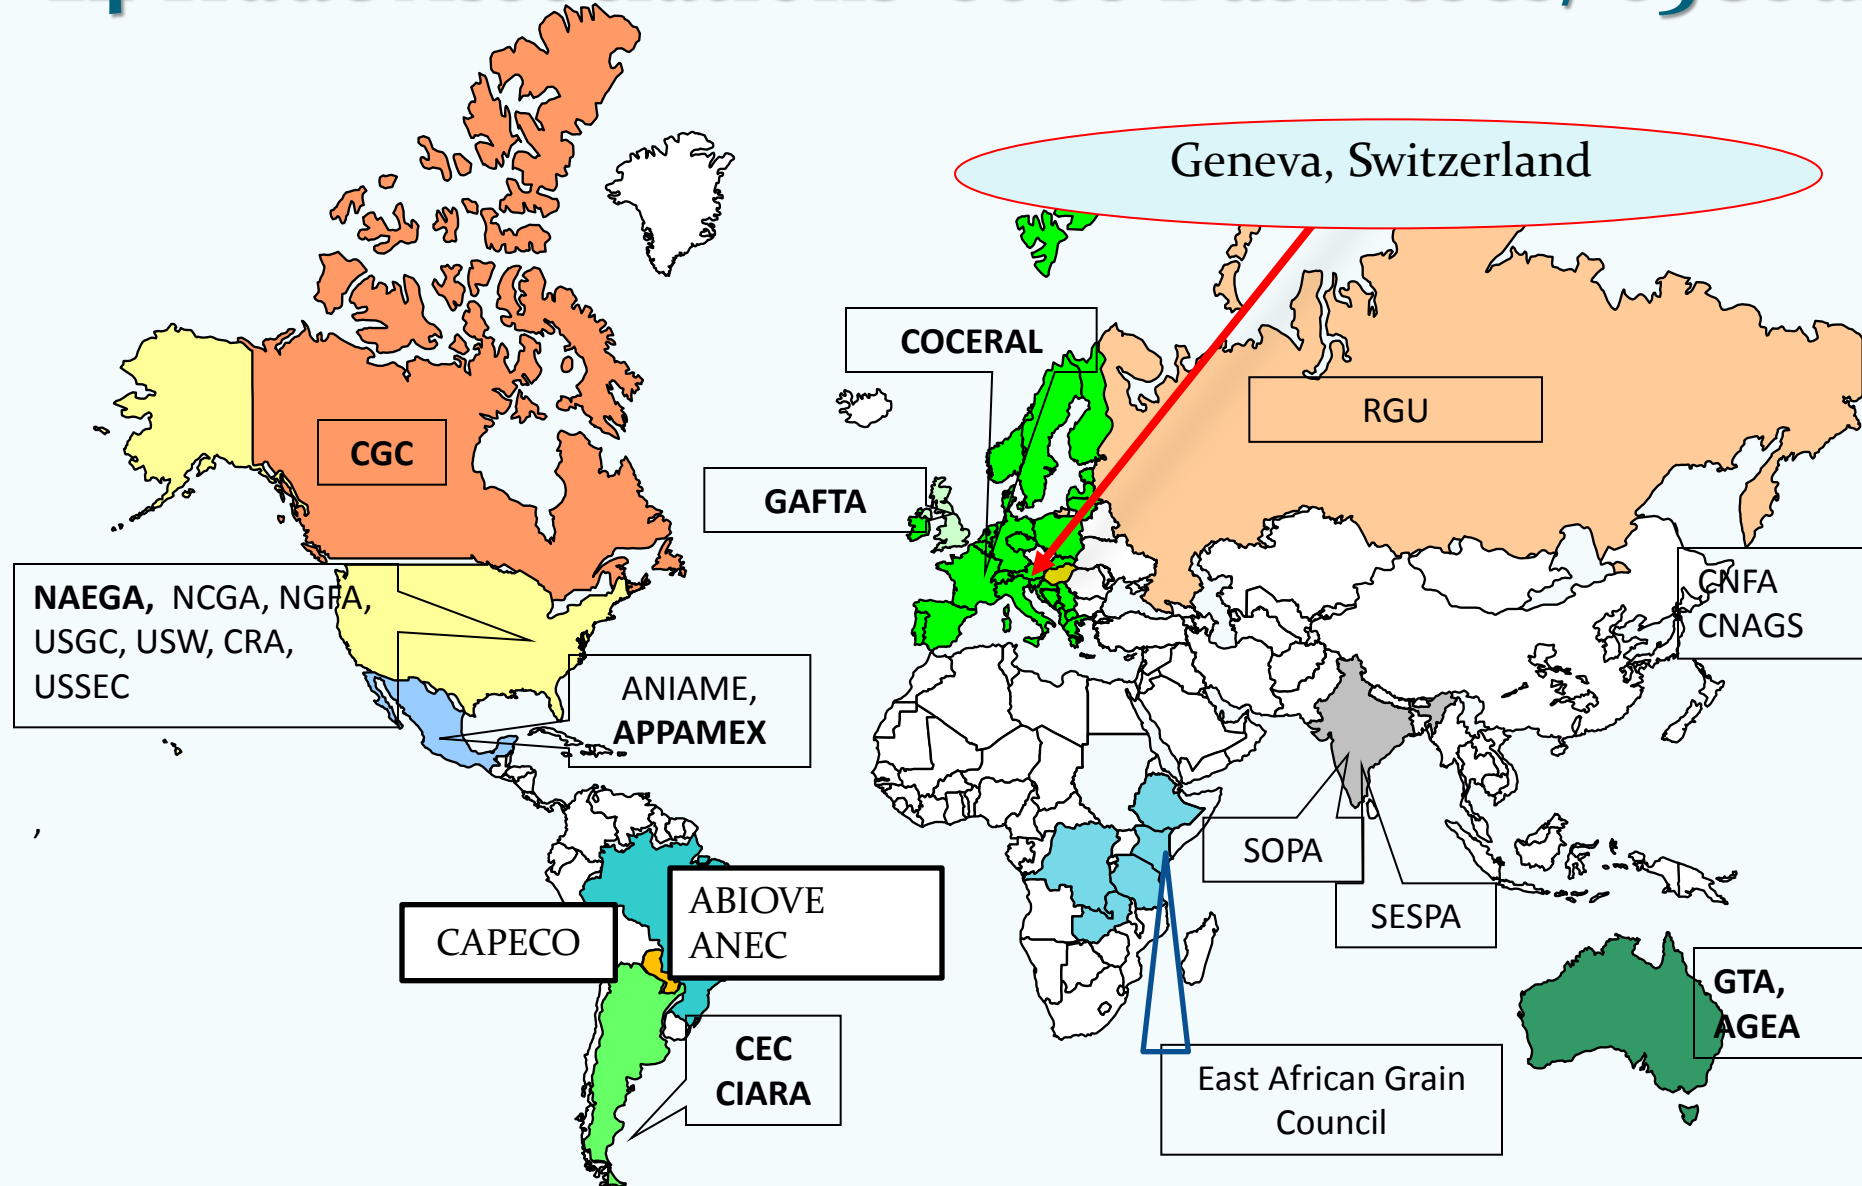 Geneva, Switzerland
COCERAL
RGU
CGC
GAFTA
NAEGA, NCGA, NGFA,
USGC, USW, CRA,
USSEC
CNFA
CNAGS
ANIAME,
APPAMEX
,
SOPA
SESPA
ABIOVE
ANEC
CAPECO
GTA,
AGEA
CEC
CIARA
East African Grain
Council